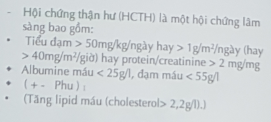 - Hội chứng thận hư (HCTH) là một hội chứng lâm
sàng bao gồm:
• Tiểu đạm > 50mg/kg/ngày hay > 1g/m²/ngày (hay
> 40mg/m²/giờ) hay protein/creatinine > 2 mg/mg
• Albumine máu < 25g/l, đạm máu < 55g/l
• (+ - Phu) :
• (Tăng lipid máu (cholesterol> 2,2g/l).)